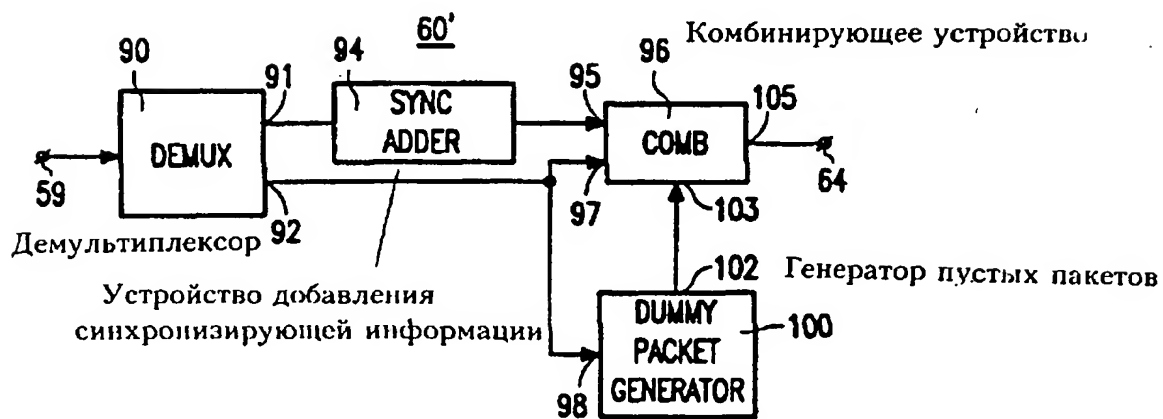 60'
Комбинирующее устройство
90
91
94
95
96
105
SYNC
ADDER
DEMUX
COMB
59
92
97
103
64
Демультиплексор
102
Генератор пустых пакетов
Устройство добавления
синхронизирующей информации
DUMMY
PACKET
GENERATOR
100
98